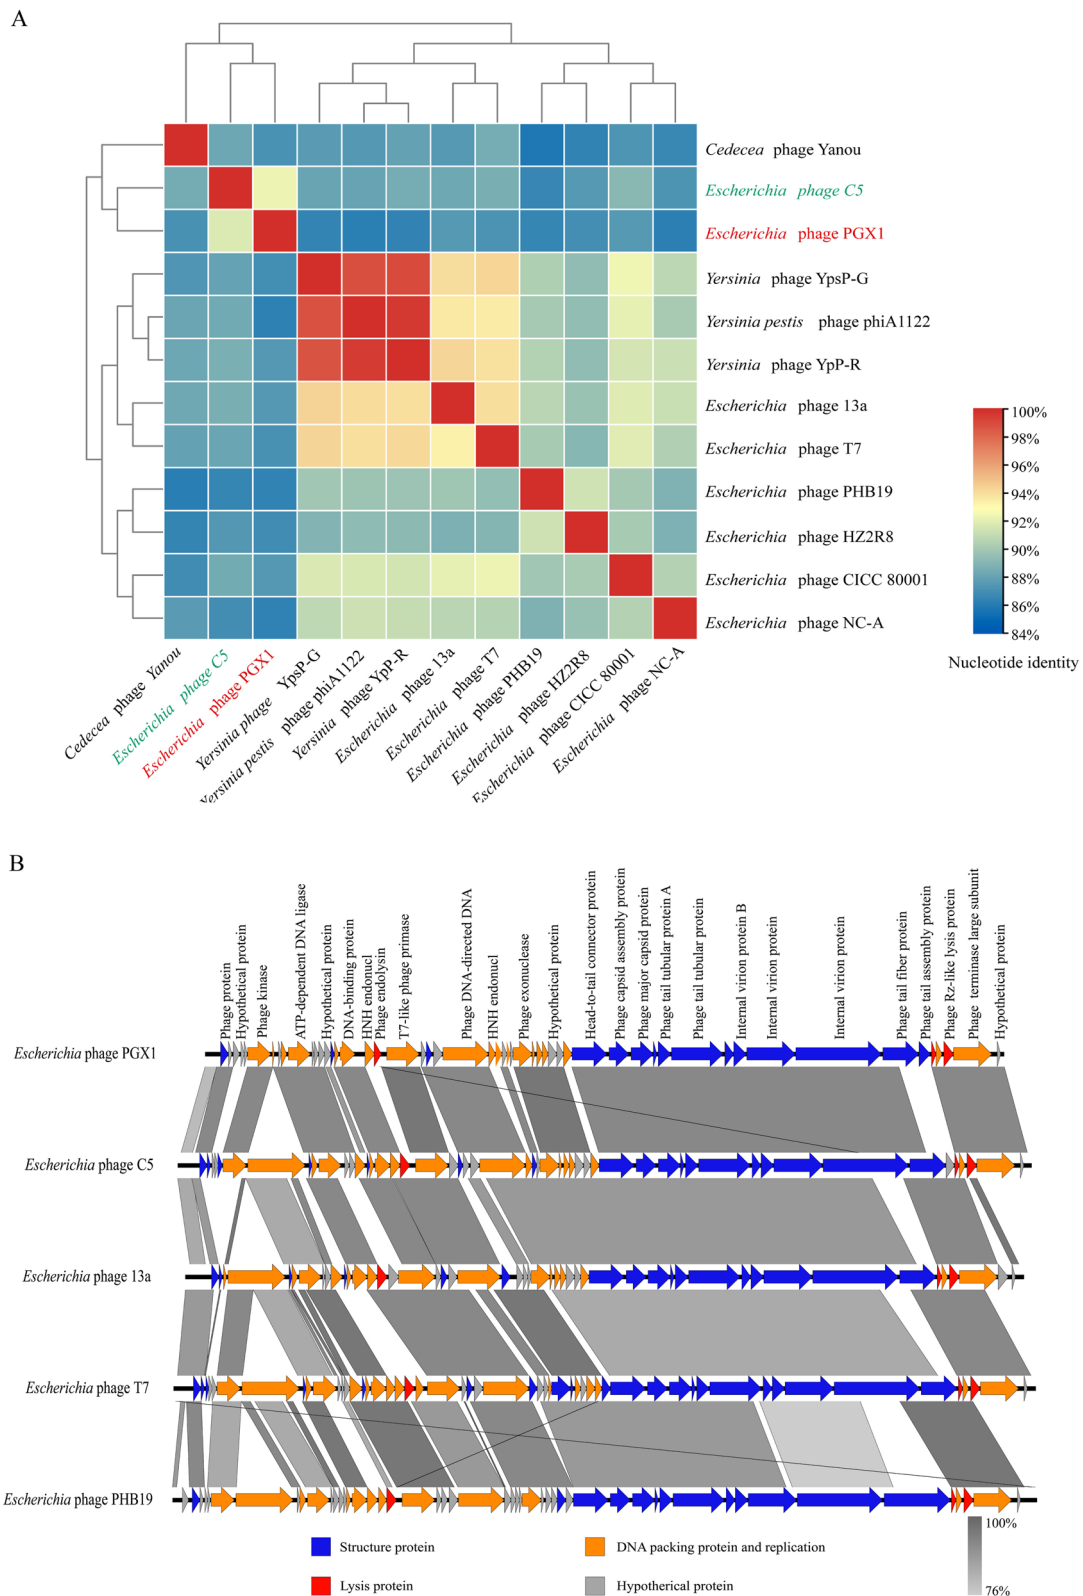 A
Cedecea phage Yanou
Escherichia phage C5
Escherichia phage PGX1
Yersinia phage YpsP-G
Yersinia pestis phage phiA1122
Yersinia phage YpP-R
Escherichia phage 13a
Escherichia phage T7
Escherichia phage PHB19
Escherichia phage HZ2R8
Escherichia phage CICC 80001
Escherichia phage NC-A
100%
98%
96%
94%
92%
90%
88%
86%
84%
Nucleotide identity
Cedecea phage Yanou
Escherichia phage C5
Escherichia phage PGX1
Yersinia phage YpsP-G
Yersinia pestis phage phiA1122
Yersinia phage YpP-R
Escherichia phage 13a
Escherichia phage T7
Escherichia phage PHB19
Escherichia phage HZ2R8
Escherichia phage CICC 80001
Escherichia phage NC-A
B
Phage protein
Hypothetical protein
Phage kinase
ATP-dependent DNA ligase
Hypothetical protein
DNA-binding protein
HNH endonucl
Phage endolysin
T7-like phage primase
Phage DNA-directed DNA
HNH endonucl
Phage exonuclease
Hypothetical protein
Head-to-tail connector protein
Phage capsid assembly protein
Phage major capsid protein
Phage tail tubular protein A
Phage tail tubular protein
Internal virion protein B
Internal virion protein
Internal virion protein
Phage tail fiber protein
Phage tail assembly protein
Phage Rz-like lysis protein
Phage terminase large subunit
Hypothetical protein
Escherichia phage PGX1
Escherichia phage C5
Escherichia phage 13a
Escherichia phage T7
Escherichia phage PHB19
Structure protein
DNA packing protein and replication
Lysis protein
Hypotherical protein
100%
76%